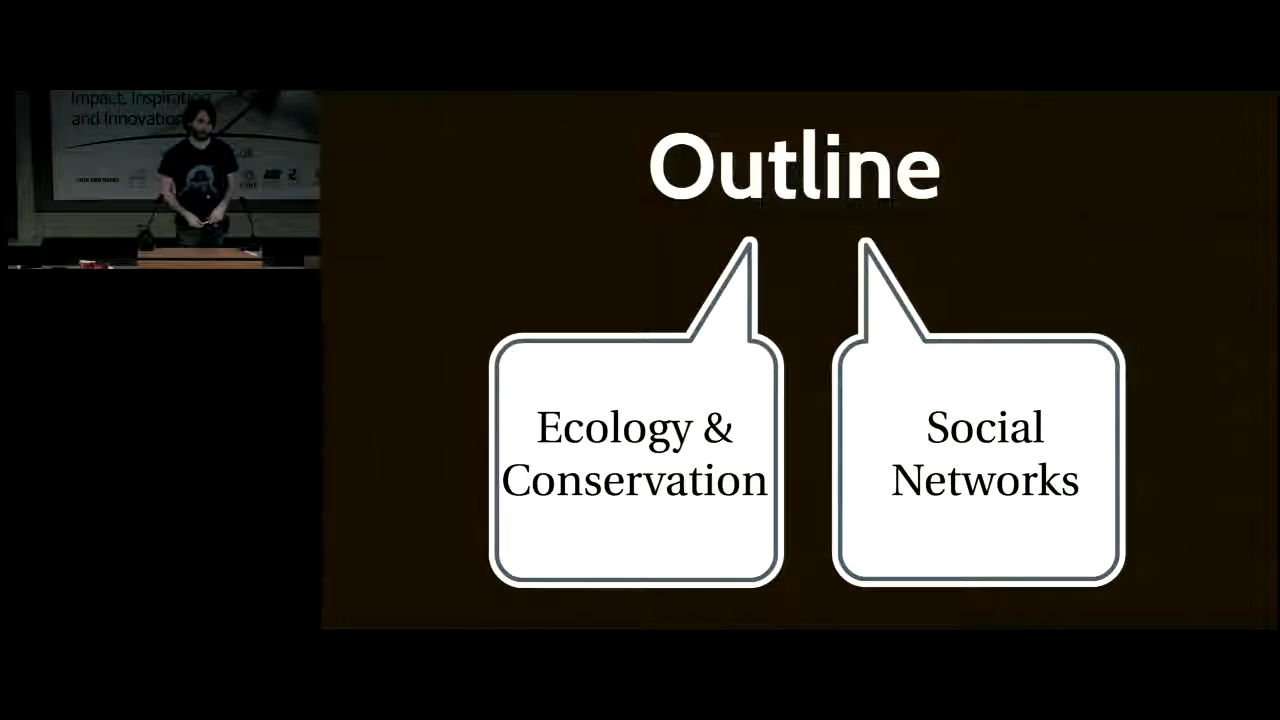 Impact, Inspiration
and Innovation
Outline
Ecology &
Conservation
Social
Networks